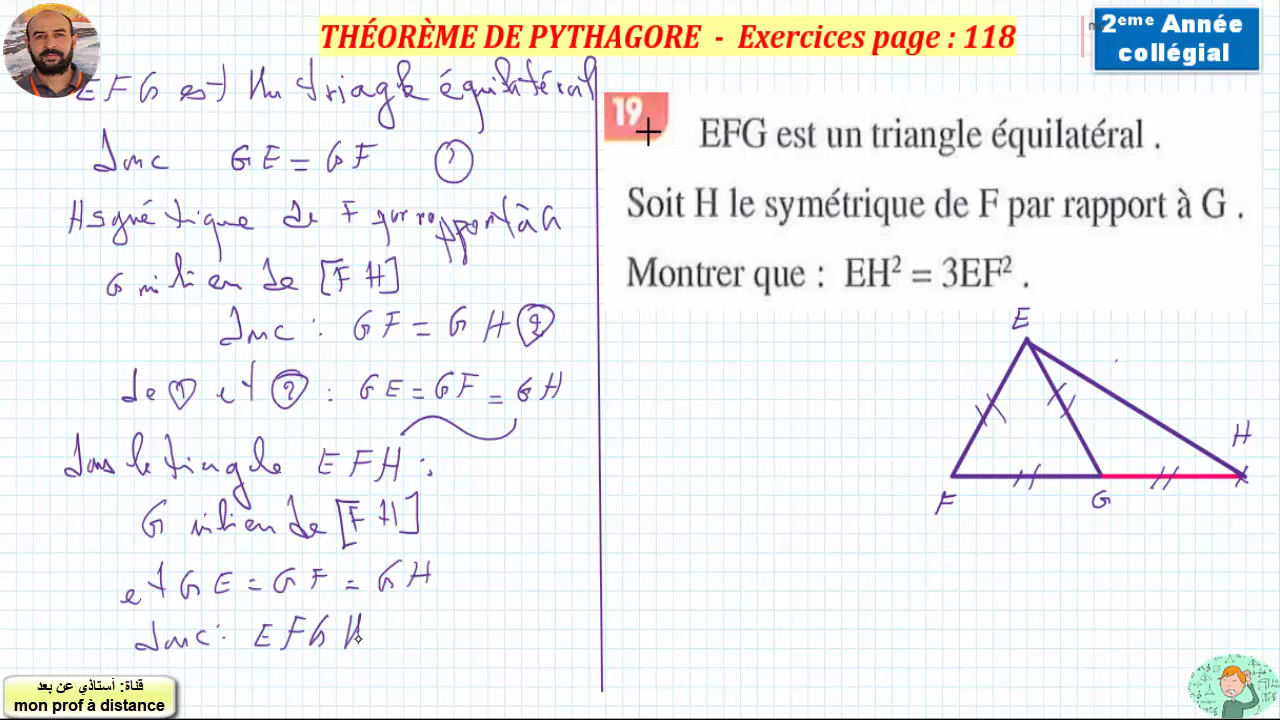 THÉORÈME DE PYTHAGORE - Exercices page : 118
2eme Année
collégial
EFG est un triangle équilatéral
donc GE = GF ①
H symétrique de F par rapport à G
G milieu de [FH]
donc : GF = GH ②
de ① et ② : GE = GF = GH
dans le triangle EFH :
G milieu de [FH]
et GE = GF = GH
donc : EFG
19
EFG est un triangle équilatéral .
Soit H le symétrique de F par rapport à G .
Montrer que : EH² = 3EF² .
E
H
F
G
قناة: أستاذي عن بعد
mon prof à distance